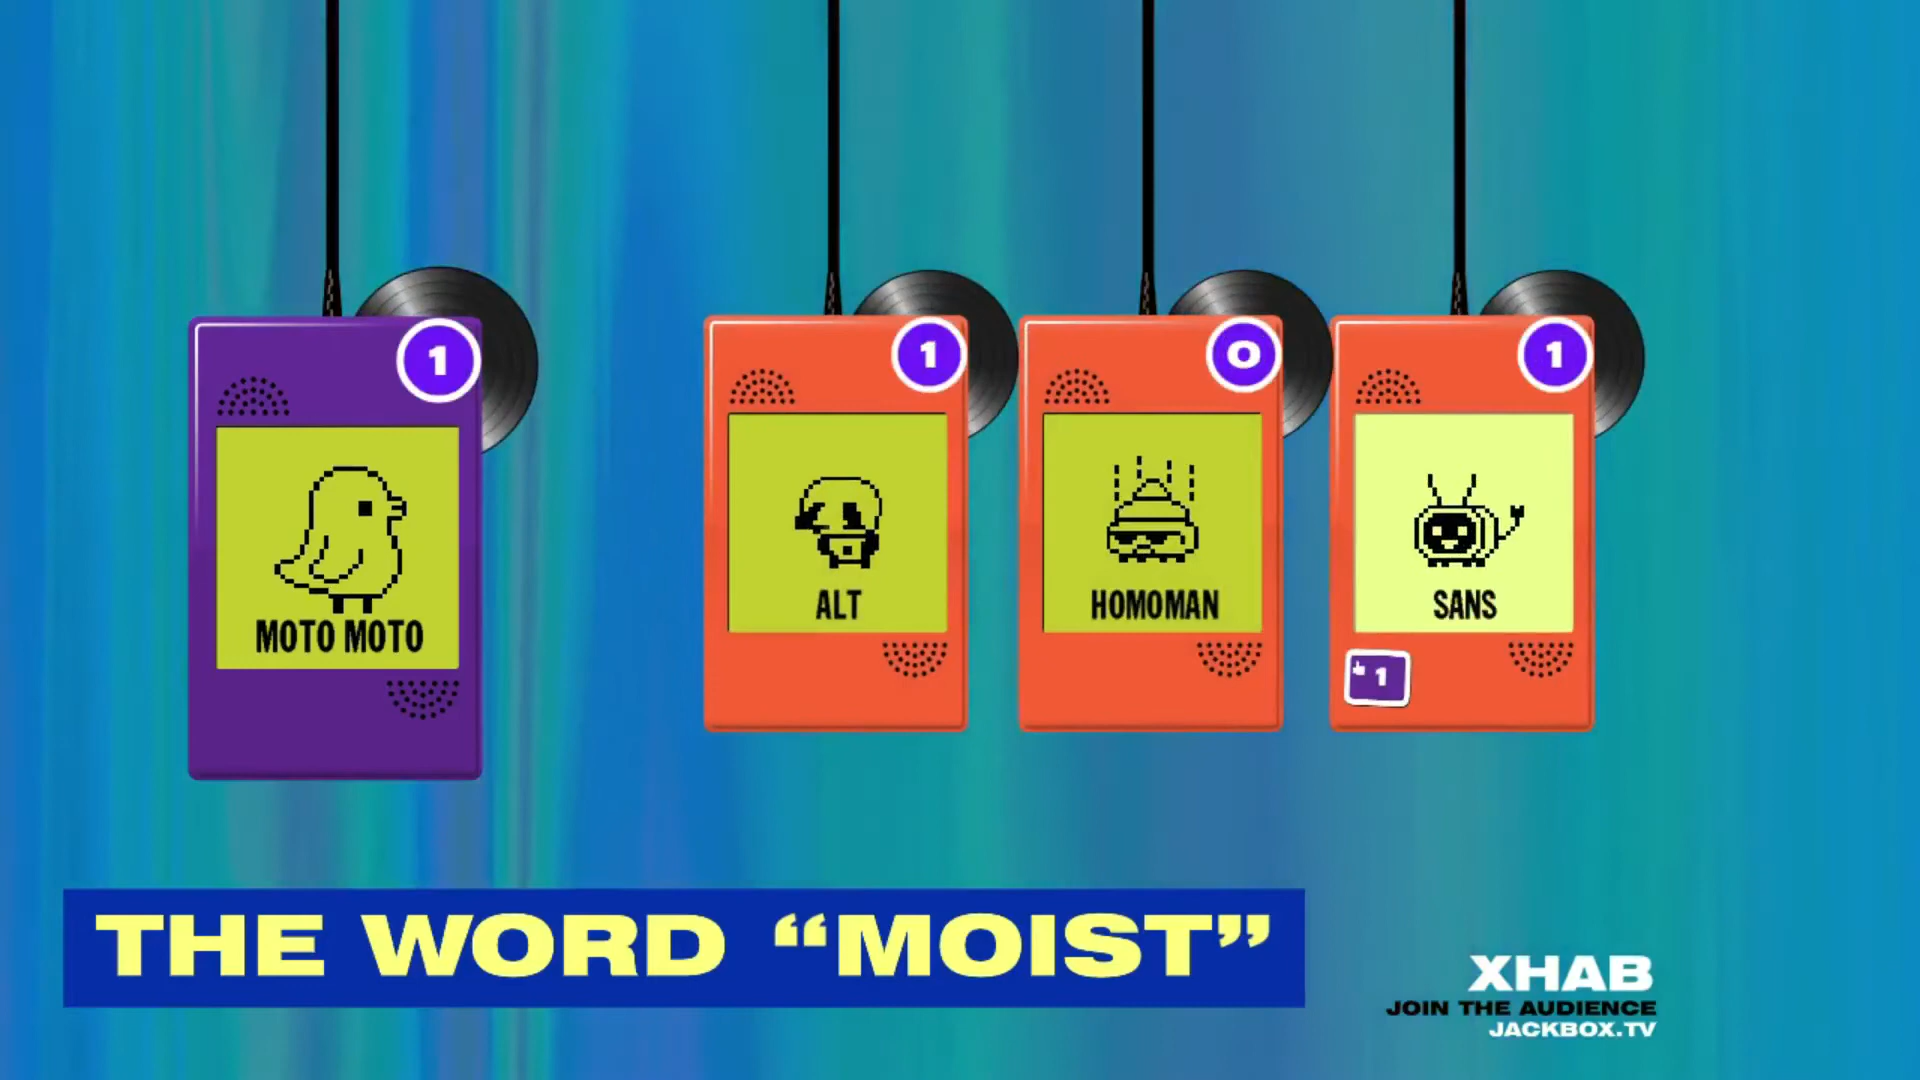 1
1
0
1
MOTO MOTO
ALT
HOMOMAN
SANS
1
THE WORD “MOIST”
XHAB
JOIN THE AUDIENCE
JACKBOX.TV